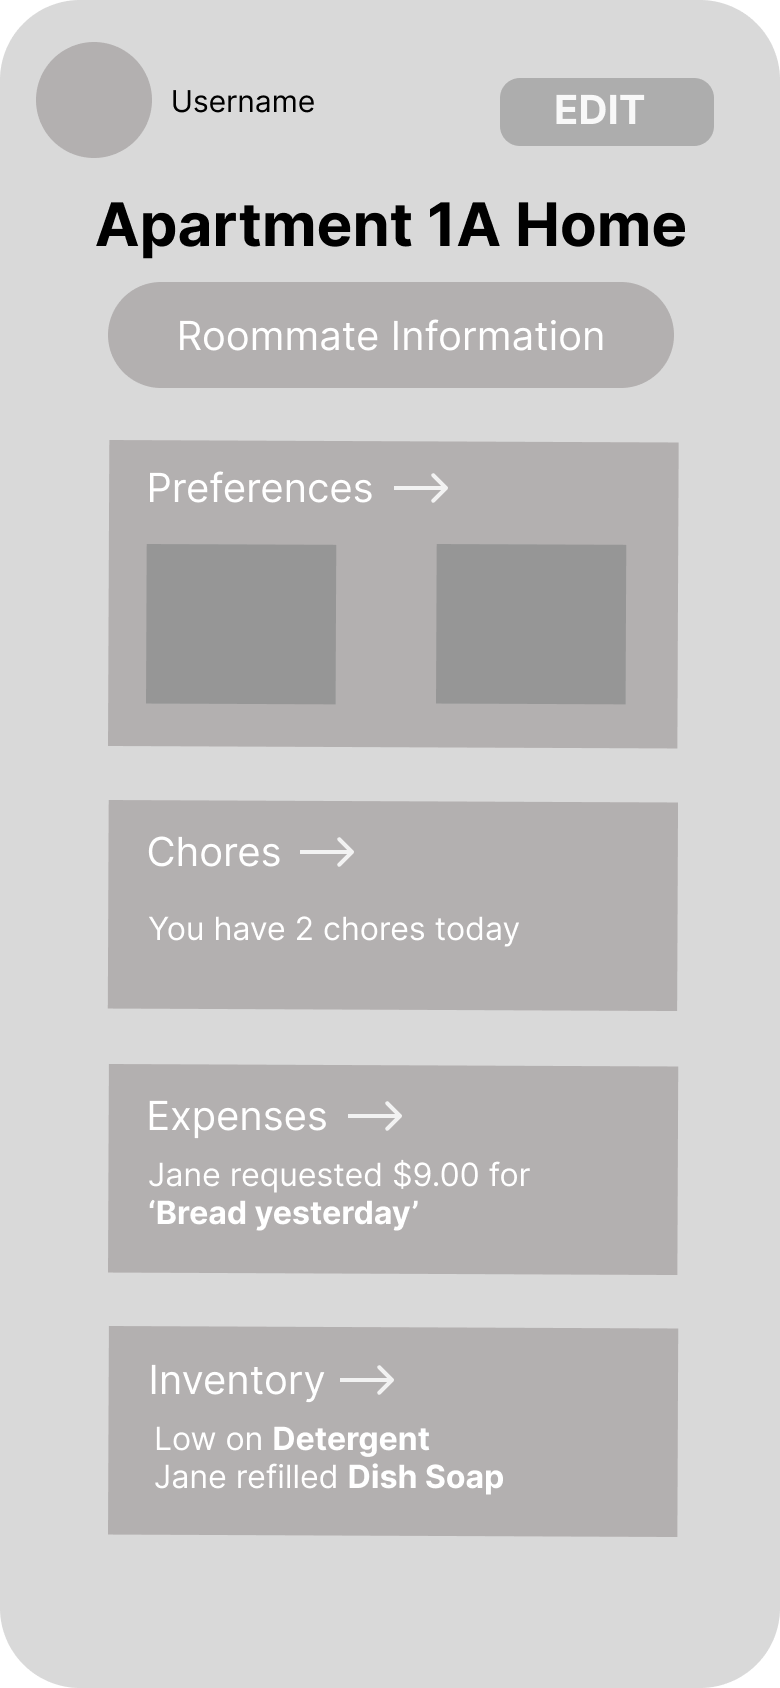 Username
EDIT
Apartment 1A Home
Roommate Information
Preferences
Chores
You have 2 chores today
Expenses
Jane requested $9.00 for
‘Bread yesterday’
Inventory
Low on Detergent
Jane refilled Dish Soap